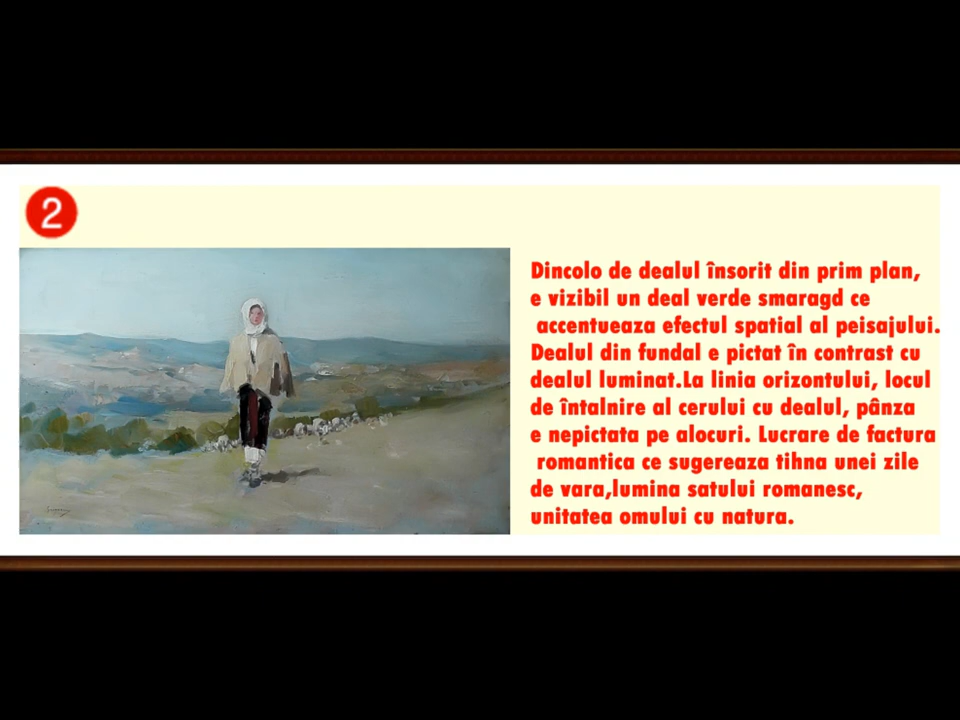 2
Dincolo de dealul însorit din prim plan,
e vizibil un deal verde smaragd ce
accentueaza efectul spatial al peisajului.
Dealul din fundal e pictat în contrast cu
dealul luminat.La linia orizontului, locul
de întalnire al cerului cu dealul, pânza
e nepictata pe alocuri. Lucrare de factura
romantica ce sugereaza tihna unei zile
de vara,lumina satului romanesc,
unitatea omului cu natura.